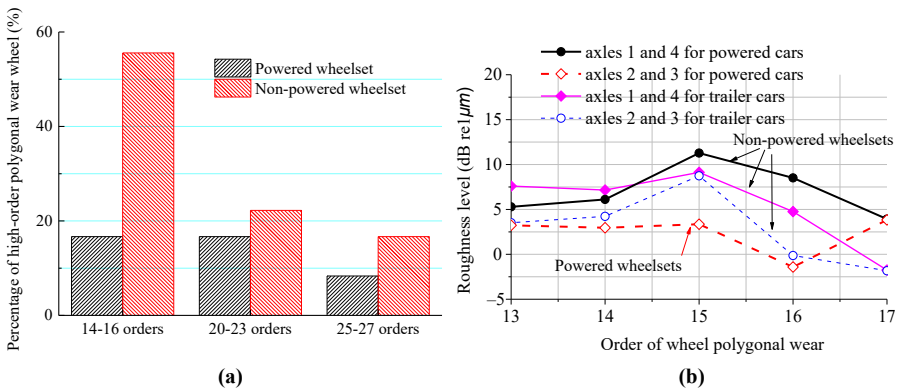 Percentage of high-order polygonal wear wheel (%)
60
40
20
0
Powered wheelset
Non-powered wheelset
14-16 orders
20-23 orders
25-27 orders
(a)
axles 1 and 4 for powered cars
axles 2 and 3 for powered cars
axles 1 and 4 for trailer cars
axles 2 and 3 for trailer cars
Roughness level (dB re1μm)
20
15
10
5
0
−5
Non-powered wheelsets
Powered wheelsets
13
14
15
16
17
Order of wheel polygonal wear
(b)